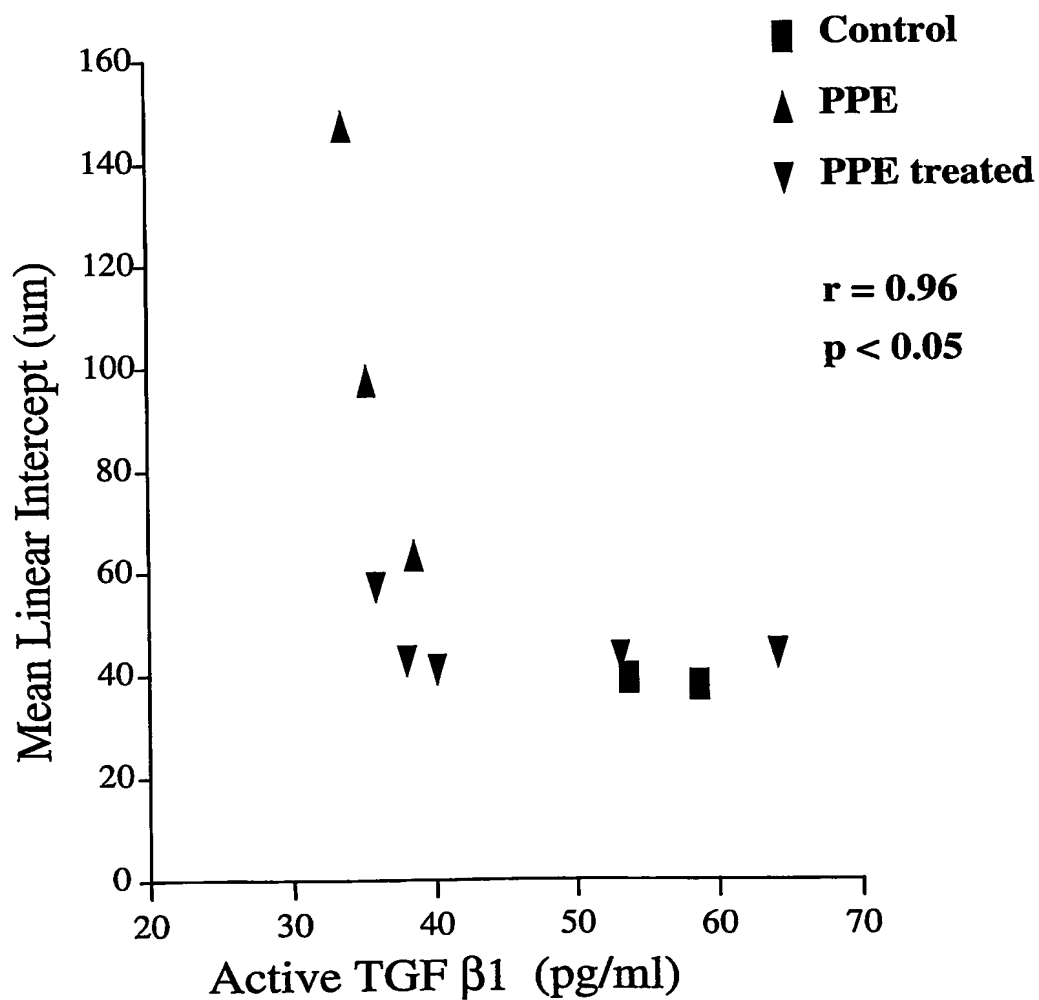 Control
PPE
PPE treated
r = 0.96
p < 0.05
160
140
120
100
80
60
40
20
0
20 30 40 50 60 70
Mean Linear Intercept (um)
Active TGF β1 (pg/ml)